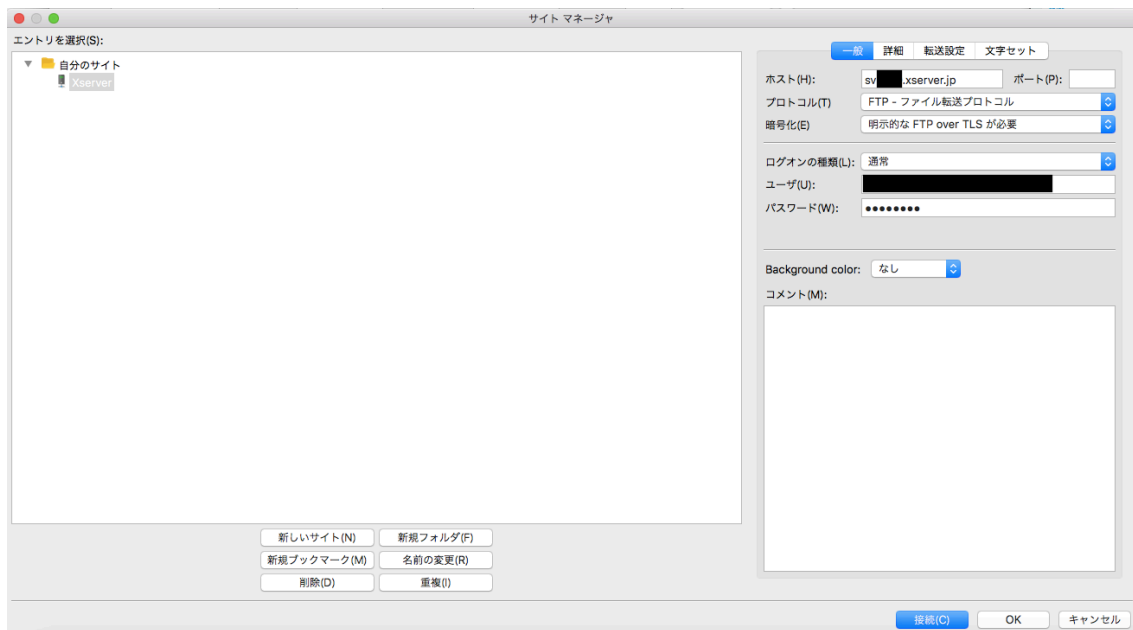 サイト マネージャ
エントリを選択(S):
自分のサイト
Xserver
新しいサイト(N)
新規フォルダ(F)
新規ブックマーク(M)
名前の変更(R)
削除(D)
重複(I)
一般
詳細
転送設定
文字セット
ホスト(H):
sv
.xserver.jp
ポート(P):
プロトコル(T)
FTP - ファイル転送プロトコル
暗号化(E)
明示的な FTP over TLS が必要
ログオンの種類(L):
通常
ユーザ(U):
パスワード(W):
●●●●●●●●
Background color:
なし
コメント(M):
接続(C)
OK
キャンセル